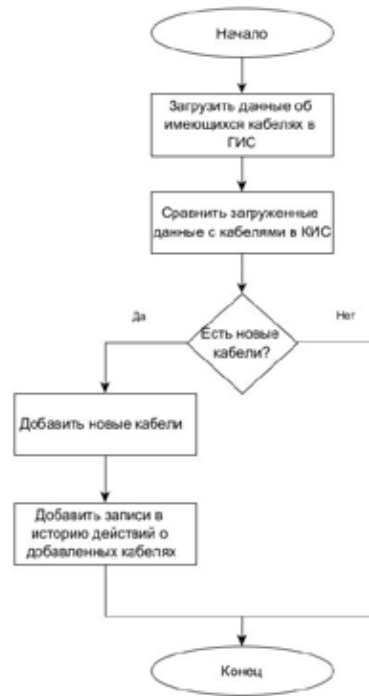 Начало
Загрузить данные об
имеющихся кабелях в
ГИС
Сравнить загруженные
данные с кабелями в КИС
Да
Есть новые
кабели?
Нет
Добавить новые кабели
Добавить записи в
историю действий о
добавленных кабелях
Конец